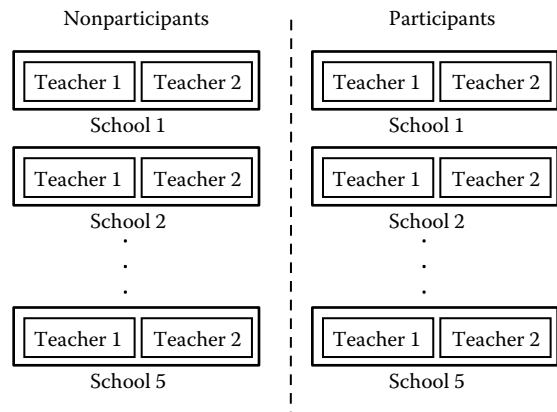 Nonparticipants Participants
Teacher 1 Teacher 2 Teacher 1 Teacher 2
School 1 School 1
Teacher 1 Teacher 2 Teacher 1 Teacher 2
School 2 School 2
Teacher 1 Teacher 2 Teacher 1 Teacher 2
School 5 School 5